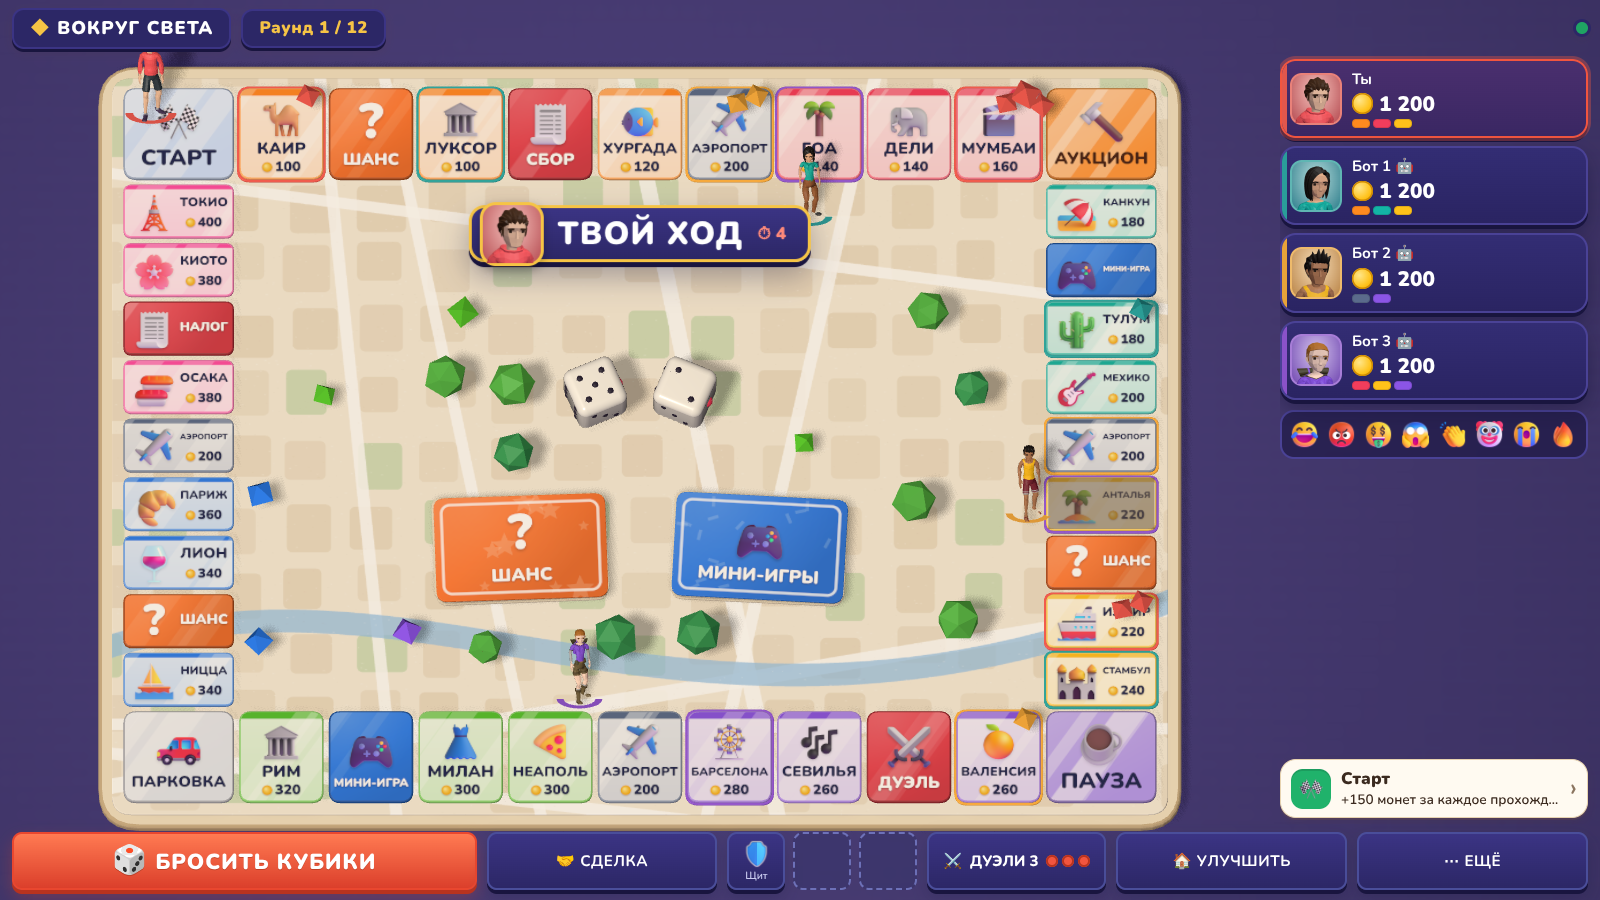 ВОКРУГ СВЕТА
Раунд 1 / 12
СТАРТ
КАИР
100
?
ШАНС
ЛУКСОР
100
СБОР
ХУРГАДА
120
АЭРОПОРТ
200
ДЕЛИ
140
МУМБАИ
160
АУКЦИОН
ТОКИО
400
КИОТО
380
НАЛОГ
ОСАКА
380
АЭРОПОРТ
200
ПАРИЖ
360
ЛИОН
340
? ШАНС
НИЦЦА
340
ТВОЙ ХОД
4
?
ШАНС
МИНИ-ИГРЫ
КАНКУН
180
МИНИ-ИГРА
ТУЛУМ
180
МЕХИКО
200
АЭРОПОРТ
200
АНТАЛЬЯ
220
? ШАНС
220
СТАМБУЛ
240
ПАРКОВКА
РИМ
320
МИНИ-ИГРА
МИЛАН
300
НЕАПОЛЬ
300
АЭРОПОРТ
200
БАРСЕЛОНА
280
СЕВИЛЬЯ
260
ДУЭЛЬ
ВАЛЕНСИЯ
260
ПАУЗА
Ты
1 200
Бот 1
1 200
Бот 2
1 200
Бот 3
1 200
Старт
+150 монет за каждое прохожд...
БРОСИТЬ КУБИКИ
СДЕЛКА
Щит
ДУЭЛИ 3
УЛУЧШИТЬ
··· ЕЩЁ